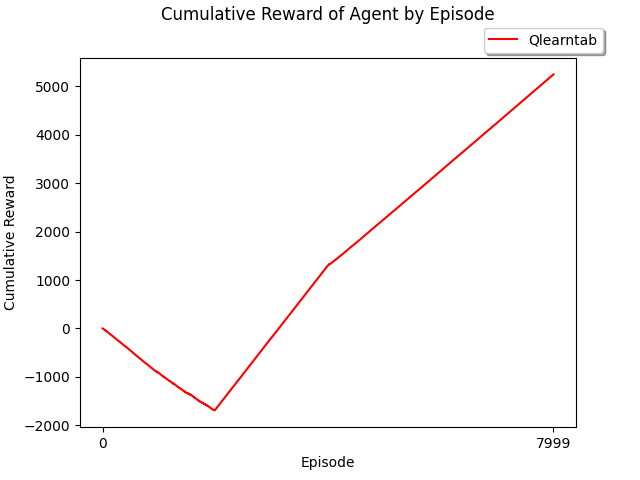 Cumulative Reward of Agent by Episode
Qlearntab
5000
4000
3000
2000
1000
0
−1000
−2000
Cumulative Reward
0
7999
Episode